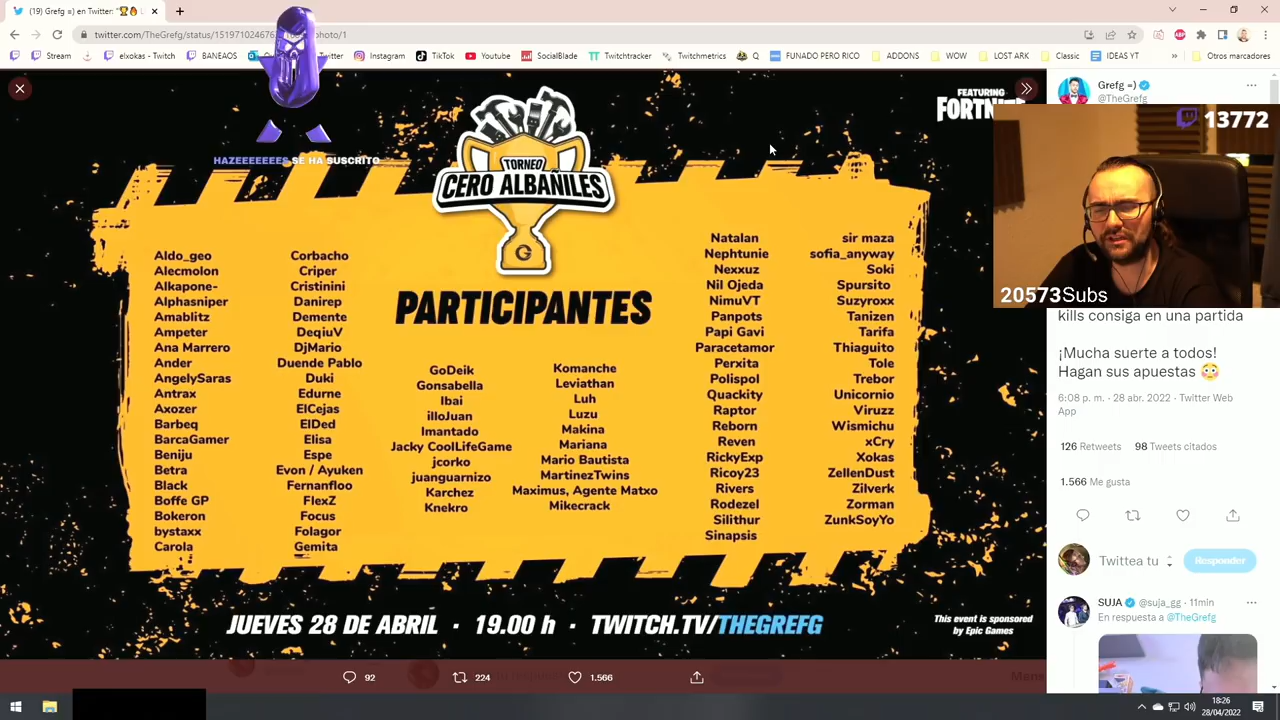 (19) Grefg =) en Twitter: "🏆🔥
twitter.com/TheGrefg/status/1519710246
photo/1
Stream
elxokas - Twitch
BANEAOS
Instagram
TikTok
Youtube
SocialBlade
Twitchtracker
Twitchmetrics
Q
FUNADO PERO RICO
ADDONS
WOW
LOST ARK
Classic
IDEAS YT
Otros marcadores
HAZEEEEEEES SE HA SUSCRITO
TORNEO
CERO ALBAÑILES
G
FEATURING
FORTNI
PARTICIPANTES
Aldo_geo
Alecmolon
Alkapone-
Alphasniper
Amablitz
Ampeter
Ana Marrero
Ander
AngelySaras
Antrax
Axozer
Barbeq
BarcaGamer
Beniju
Betra
Black
Boffe GP
Bokeron
bystaxx
Carola
Corbacho
Criper
Cristinini
Danirep
Demente
DeqiuV
DjMario
Duende Pablo
Duki
Edurne
ElCejas
ElDed
Elisa
Espe
Evon / Ayuken
Fernanfloo
FlexZ
Focus
Folagor
Gemita
GoDeik
Gonsabella
Ibai
illoJuan
Imantado
Jacky CoolLifeGame
jcorko
juanguarnizo
Karchez
Knekro
Komanche
Leviathan
Luh
Luzu
Makina
Mariana
Mario Bautista
MartinezTwins
Maximus, Agente Matxo
Mikecrack
Natalan
Nephtunie
Nexxuz
Nil Ojeda
NimuVT
Panpots
Papi Gavi
Paracetamor
Perxita
Polispol
Quackity
Raptor
Reborn
Reven
RickyExp
Ricoy23
Rivers
Rodezel
Silithur
Sinapsis
sir maza
sofia_anyway
Soki
Spursito
Suzyroxx
Tanizen
Tarifa
Thiaguito
Tole
Trebor
Unicornio
Viruzz
Wismichu
xCry
Xokas
ZellenDust
Zilverk
Zorman
ZunkSoyYo
JUEVES 28 DE ABRIL · 19.00 h · TWITCH.TV/THEGREFG
This event is sponsored
by Epic Games
92
224
1.566
Grefg =)
@TheGrefg
13772
20573Subs
kills consiga en una partida
¡Mucha suerte a todos!
Hagan sus apuestas 😳
6:08 p. m. · 28 abr. 2022 · Twitter Web
App
126 Retweets 98 Tweets citados
1.566 Me gusta
Twittea tu
Responder
SUJA @suja_gg · 11min
En respuesta a @TheGrefg
18:26
28/04/2022